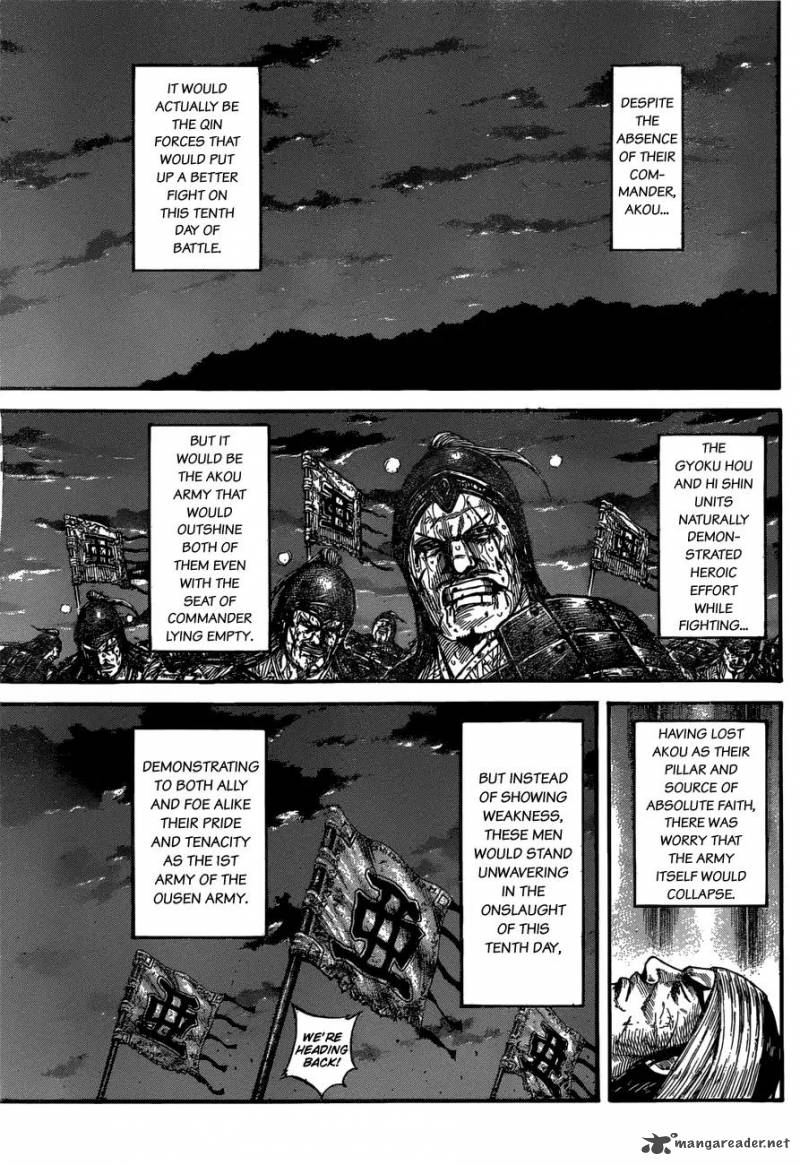 DESPITE
THE
ABSENCE
OF THEIR
COM-
MANDER,
AKOU...
IT WOULD
ACTUALLY BE
THE QIN
FORCES THAT
WOULD PUT
UP A BETTER
FIGHT ON
THIS TENTH
DAY OF
BATTLE.
THE
GYOKU HOU
AND HI SHIN
UNITS
NATURALLY
DEMON-
STRATED
HEROIC
EFFORT
WHILE
FIGHTING...
BUT IT
WOULD BE
THE AKOU
ARMY THAT
WOULD
OUTSHINE
BOTH OF
THEM EVEN
WITH THE
SEAT OF
COMMANDER
LYING EMPTY.
亜
亜
亜
HAVING LOST
AKOU AS THEIR
PILLAR AND
SOURCE OF
ABSOLUTE FAITH,
THERE WAS
WORRY THAT
THE ARMY
ITSELF WOULD
COLLAPSE.
BUT INSTEAD
OF SHOWING
WEAKNESS,
THESE MEN
WOULD STAND
UNWAVERING
IN THE
ONSLAUGHT
OF THIS
TENTH DAY,
DEMONSTRATING
TO BOTH ALLY
AND FOE ALIKE
THEIR PRIDE
AND TENACITY
AS THE 1ST
ARMY OF THE
OUSEN ARMY.
亜
亜
亜
WE'RE
HEADING
BACK!
mangareader.net